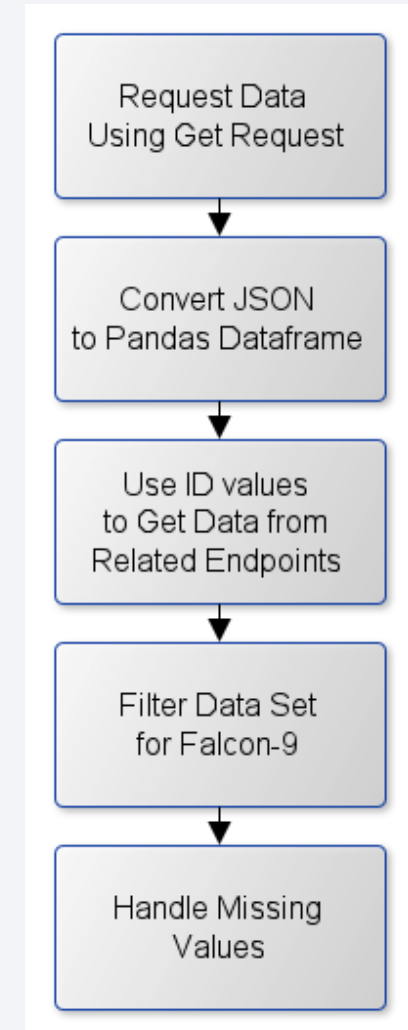 Request Data
Using Get Request
Convert JSON
to Pandas Dataframe
Use ID values
to Get Data from
Related Endpoints
Filter Data Set
for Falcon-9
Handle Missing
Values